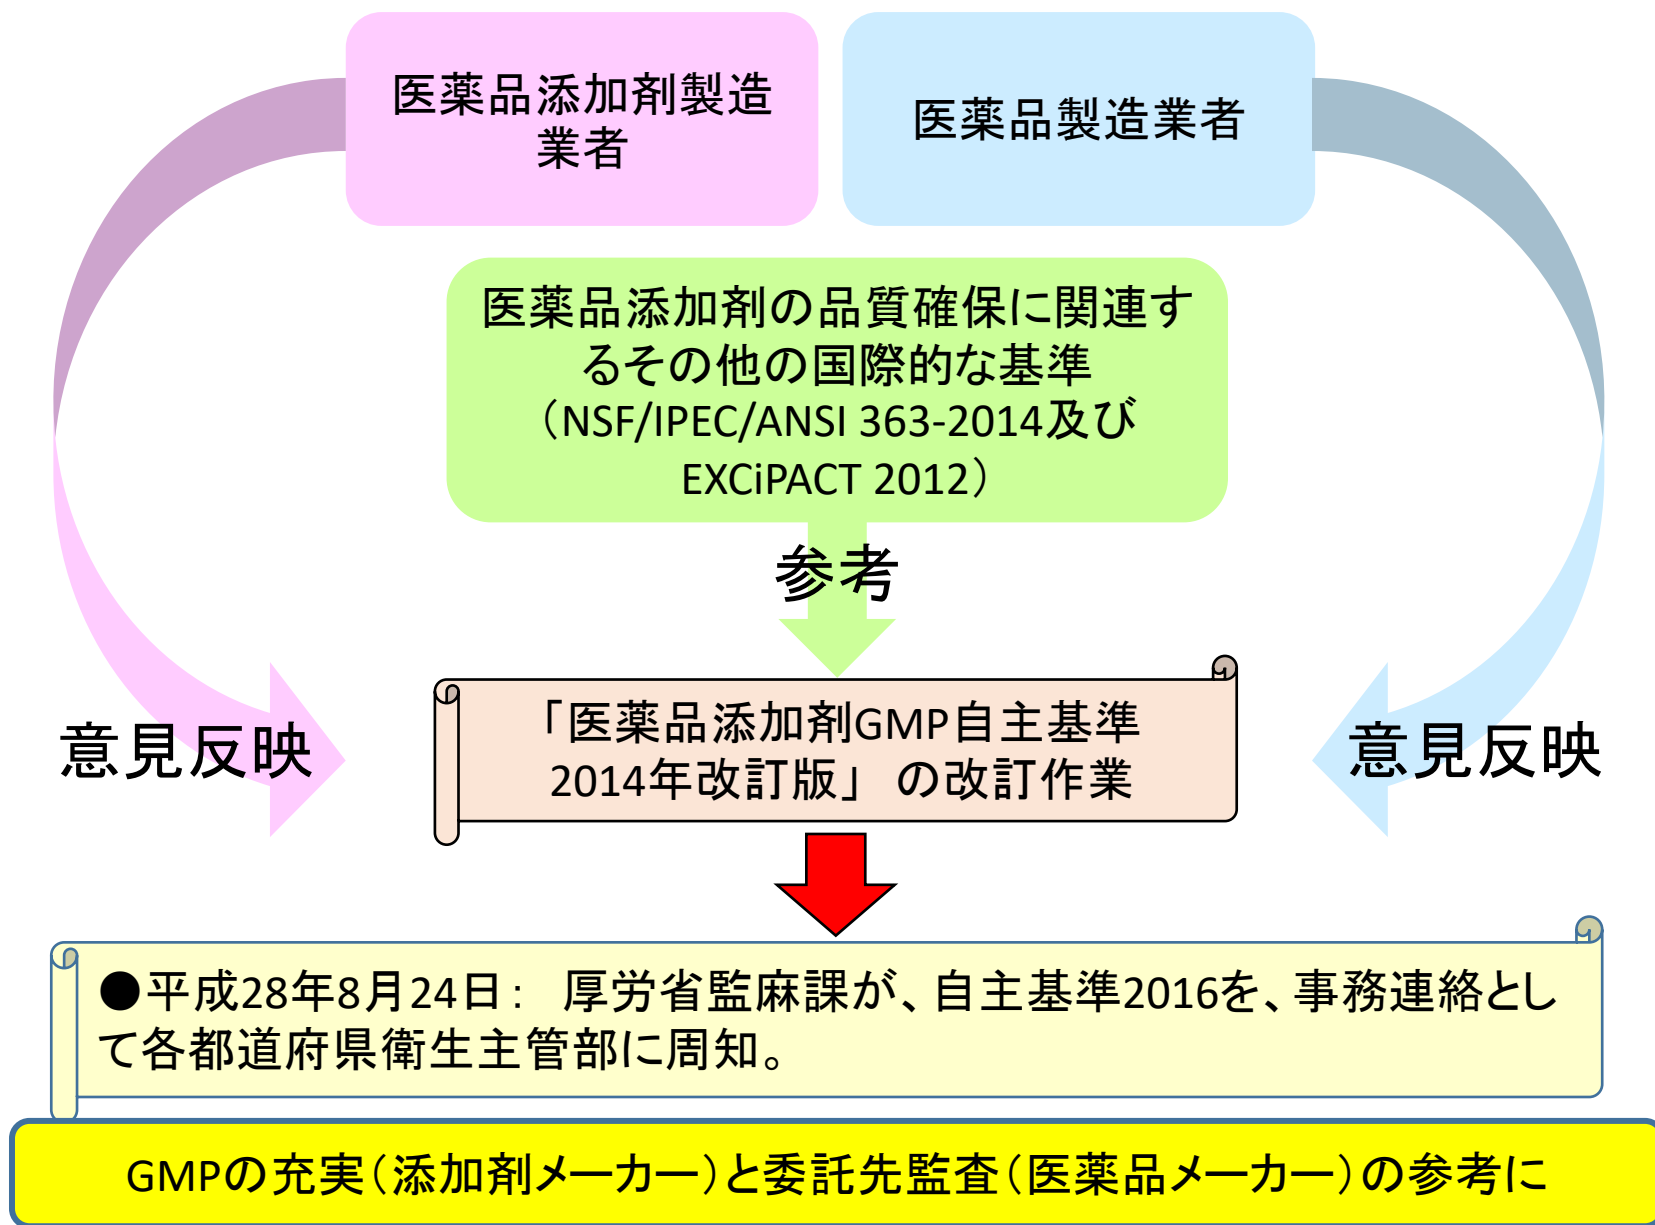 医薬品添加剤製造
業者
医薬品製造業者
医薬品添加剤の品質確保に関連す
るその他の国際的な基準
（NSF/IPEC/ANSI 363-2014及び
EXCiPACT 2012）
参考
意見反映
「医薬品添加剤GMP自主基準
2014年改訂版」 の改訂作業
意見反映
●平成28年8月24日： 厚労省監麻課が、自主基準2016を、事務連絡とし
て各都道府県衛生主管部に周知。
GMPの充実（添加剤メーカー）と委託先監査（医薬品メーカー）の参考に